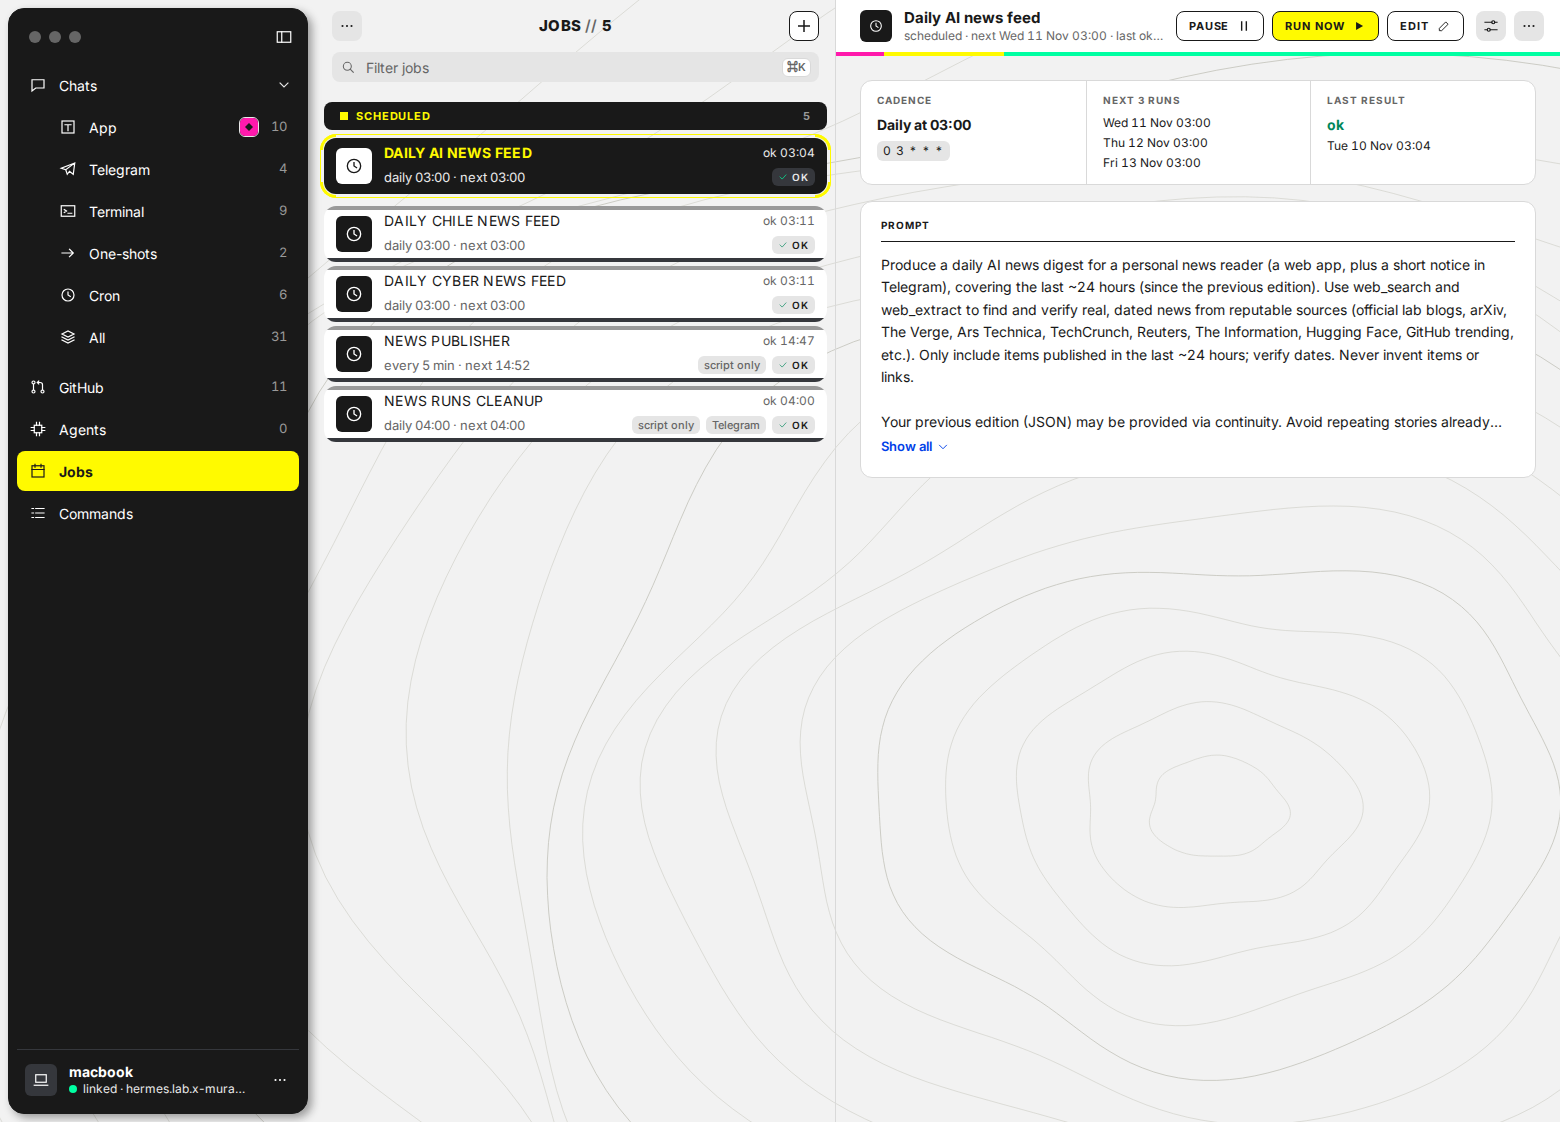 Chats
App 10
Telegram 4
Terminal 9
One-shots 2
Cron 6
All 31
GitHub 11
Agents 0
Jobs
Commands
macbook
linked · hermes.lab.x-mura...
JOBS // 5
Filter jobs ⌘K
SCHEDULED 5
DAILY AI NEWS FEED ok 03:04
daily 03:00 · next 03:00 OK
DAILY CHILE NEWS FEED ok 03:11
daily 03:00 · next 03:00 OK
DAILY CYBER NEWS FEED ok 03:11
daily 03:00 · next 03:00 OK
NEWS PUBLISHER ok 14:47
every 5 min · next 14:52 script only OK
NEWS RUNS CLEANUP ok 04:00
daily 04:00 · next 04:00 script only Telegram OK
Daily AI news feed
scheduled · next Wed 11 Nov 03:00 · last ok...
PAUSE
RUN NOW
EDIT
CADENCE
Daily at 03:00
0 3 * * *
NEXT 3 RUNS
Wed 11 Nov 03:00
Thu 12 Nov 03:00
Fri 13 Nov 03:00
LAST RESULT
ok
Tue 10 Nov 03:04
PROMPT
Produce a daily AI news digest for a personal news reader (a web app, plus a short notice in
Telegram), covering the last ~24 hours (since the previous edition). Use web_search and
web_extract to find and verify real, dated news from reputable sources (official lab blogs, arXiv,
The Verge, Ars Technica, TechCrunch, Reuters, The Information, Hugging Face, GitHub trending,
etc.). Only include items published in the last ~24 hours; verify dates. Never invent items or
links.
Your previous edition (JSON) may be provided via continuity. Avoid repeating stories already...
Show all